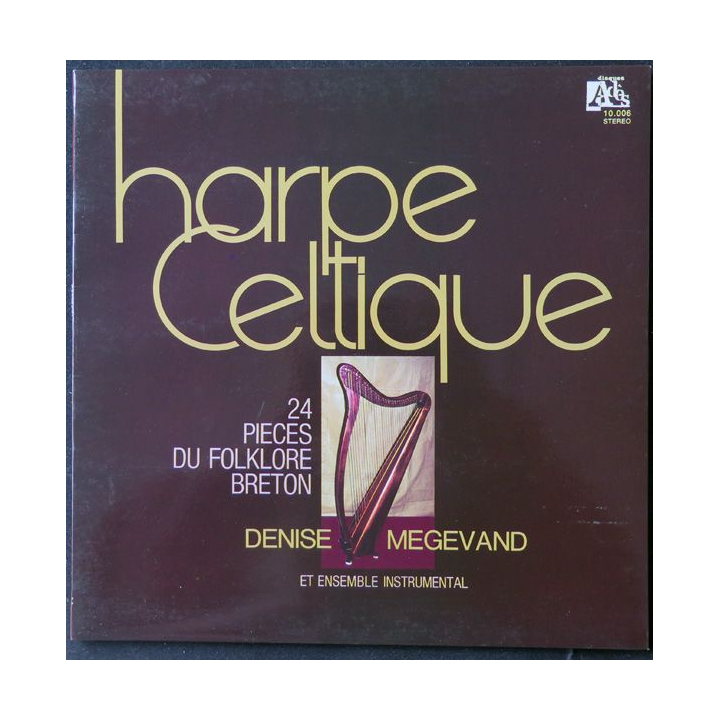 disques
Adès
10.006
STEREO
harpe
Celtique
24
PIECES
DU FOLKLORE
BRETON
DENISE MEGEVAND
ET ENSEMBLE INSTRUMENTAL